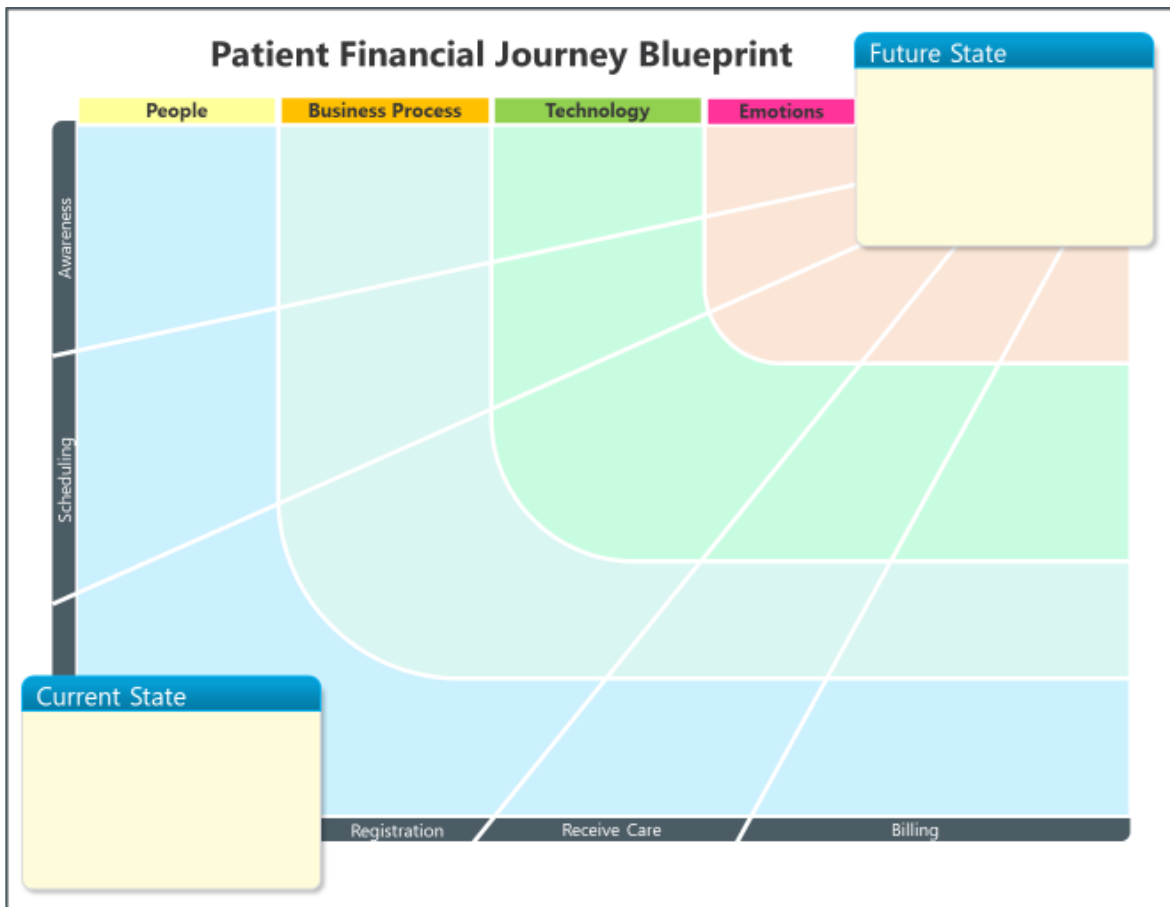 Patient Financial Journey Blueprint
Future State
People
Business Process
Technology
Emotions
Awareness
Scheduling
Current State
Registration
Receive Care
Billing